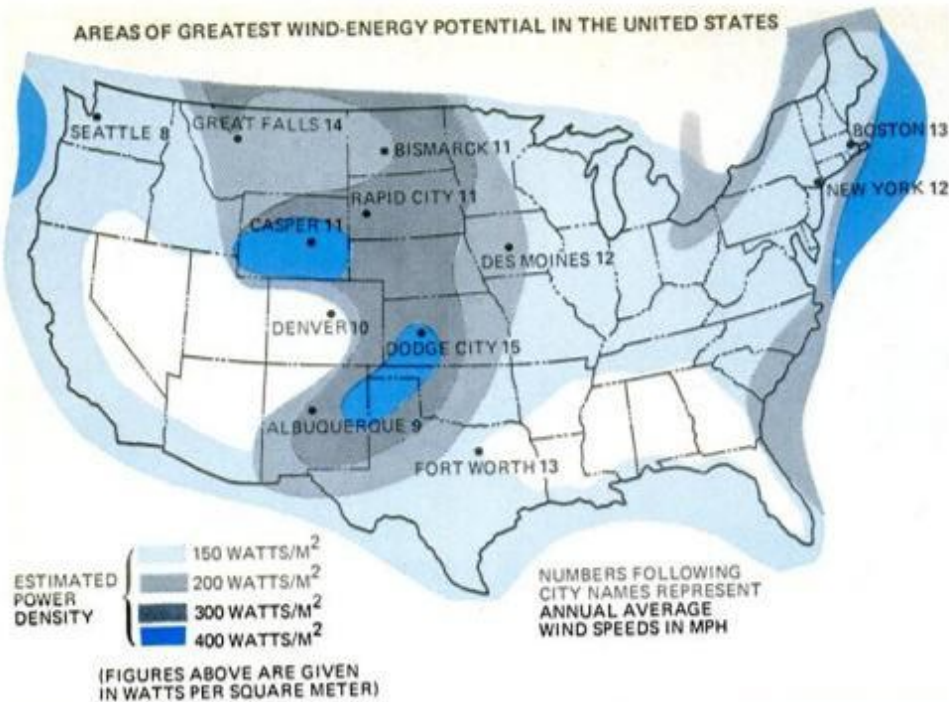 AREAS OF GREATEST WIND-ENERGY POTENTIAL IN THE UNITED STATES
SEATTLE 8
GREAT FALLS 14
BISMARCK 11
BOSTON 13
RAPID CITY 11
NEW YORK 12
CASPER 11
DES MOINES 12
DENVER 10
DODGE CITY 15
ALBUQUERQUE 9
FORT WORTH 13
ESTIMATED
POWER
DENSITY
150 WATTS/M²
200 WATTS/M²
300 WATTS/M²
400 WATTS/M²
(FIGURES ABOVE ARE GIVEN
IN WATTS PER SQUARE METER)
NUMBERS FOLLOWING
CITY NAMES REPRESENT
ANNUAL AVERAGE
WIND SPEEDS IN MPH